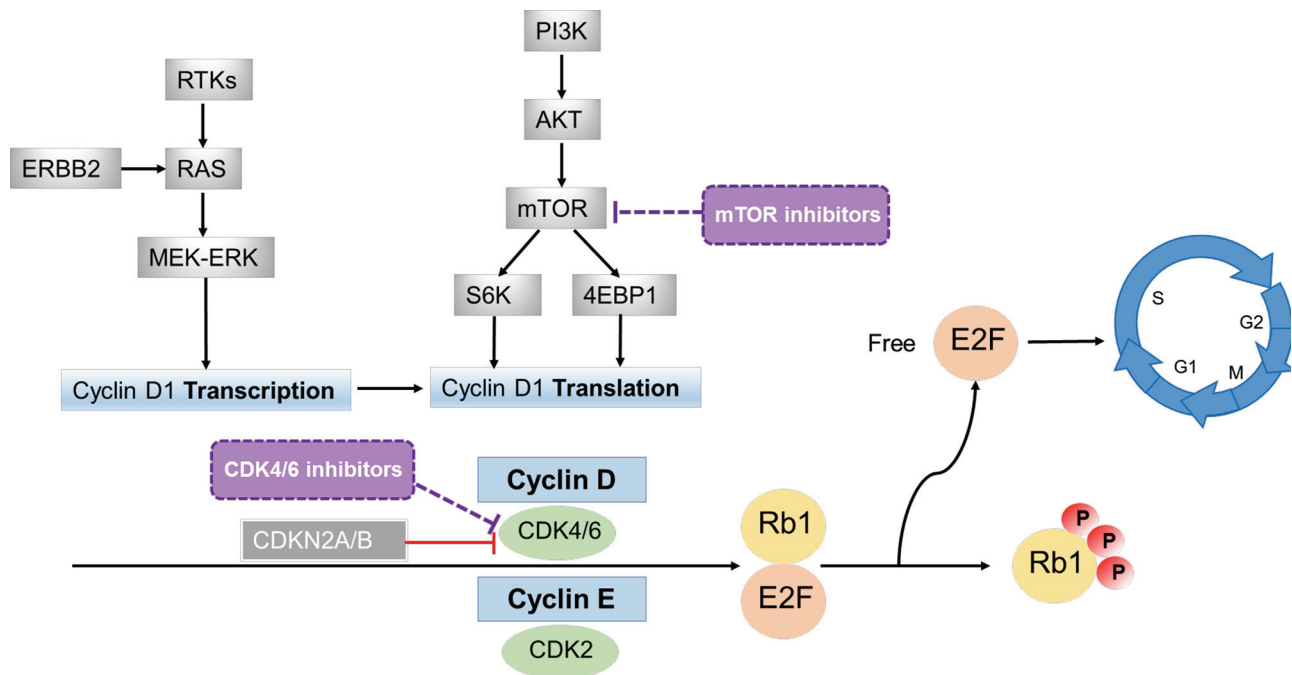 PI3K
RTKs
AKT
ERBB2
RAS
mTOR
mTOR inhibitors
MEK-ERK
S6K
4EBP1
S
G2
G1
M
Free
E2F
Cyclin D1 Transcription
Cyclin D1 Translation
CDK4/6 inhibitors
Cyclin D
CDK4/6
CDKN2A/B
Rb1
E2F
Cyclin E
CDK2
Rb1
P
P
P